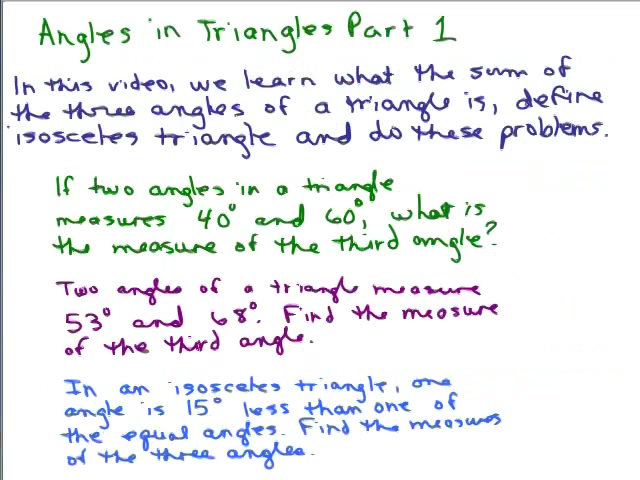 Angles in Triangles Part 1
In this video, we learn what the sum of
the three angles of a triangle is, define
isosceles triangle and do these problems.
If two angles in a triangle
measures 40° and 60°, what is
the measure of the third angle?
Two angles of a triangle measure
53° and 68°. Find the measure
of the third angle.
In an isosceles triangle, one
angle is 15° less than one of
the equal angles. Find the measures
of the three angles.